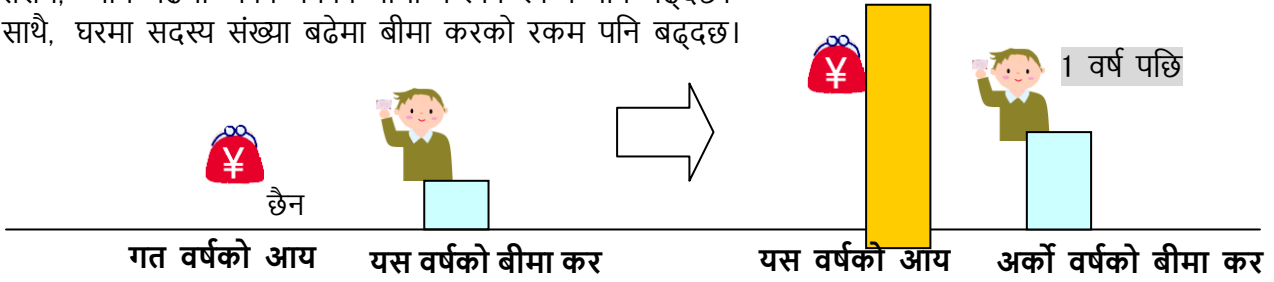 साथै, घरमा सदस्य संख्या बढेमा बीमा करको रकम पनि बढ्दछ।
¥
¥
1 वर्ष पछि
छैन
गत वर्षको आय
यस वर्षको बीमा कर
यस वर्षको आय
अर्को वर्षको बीमा कर